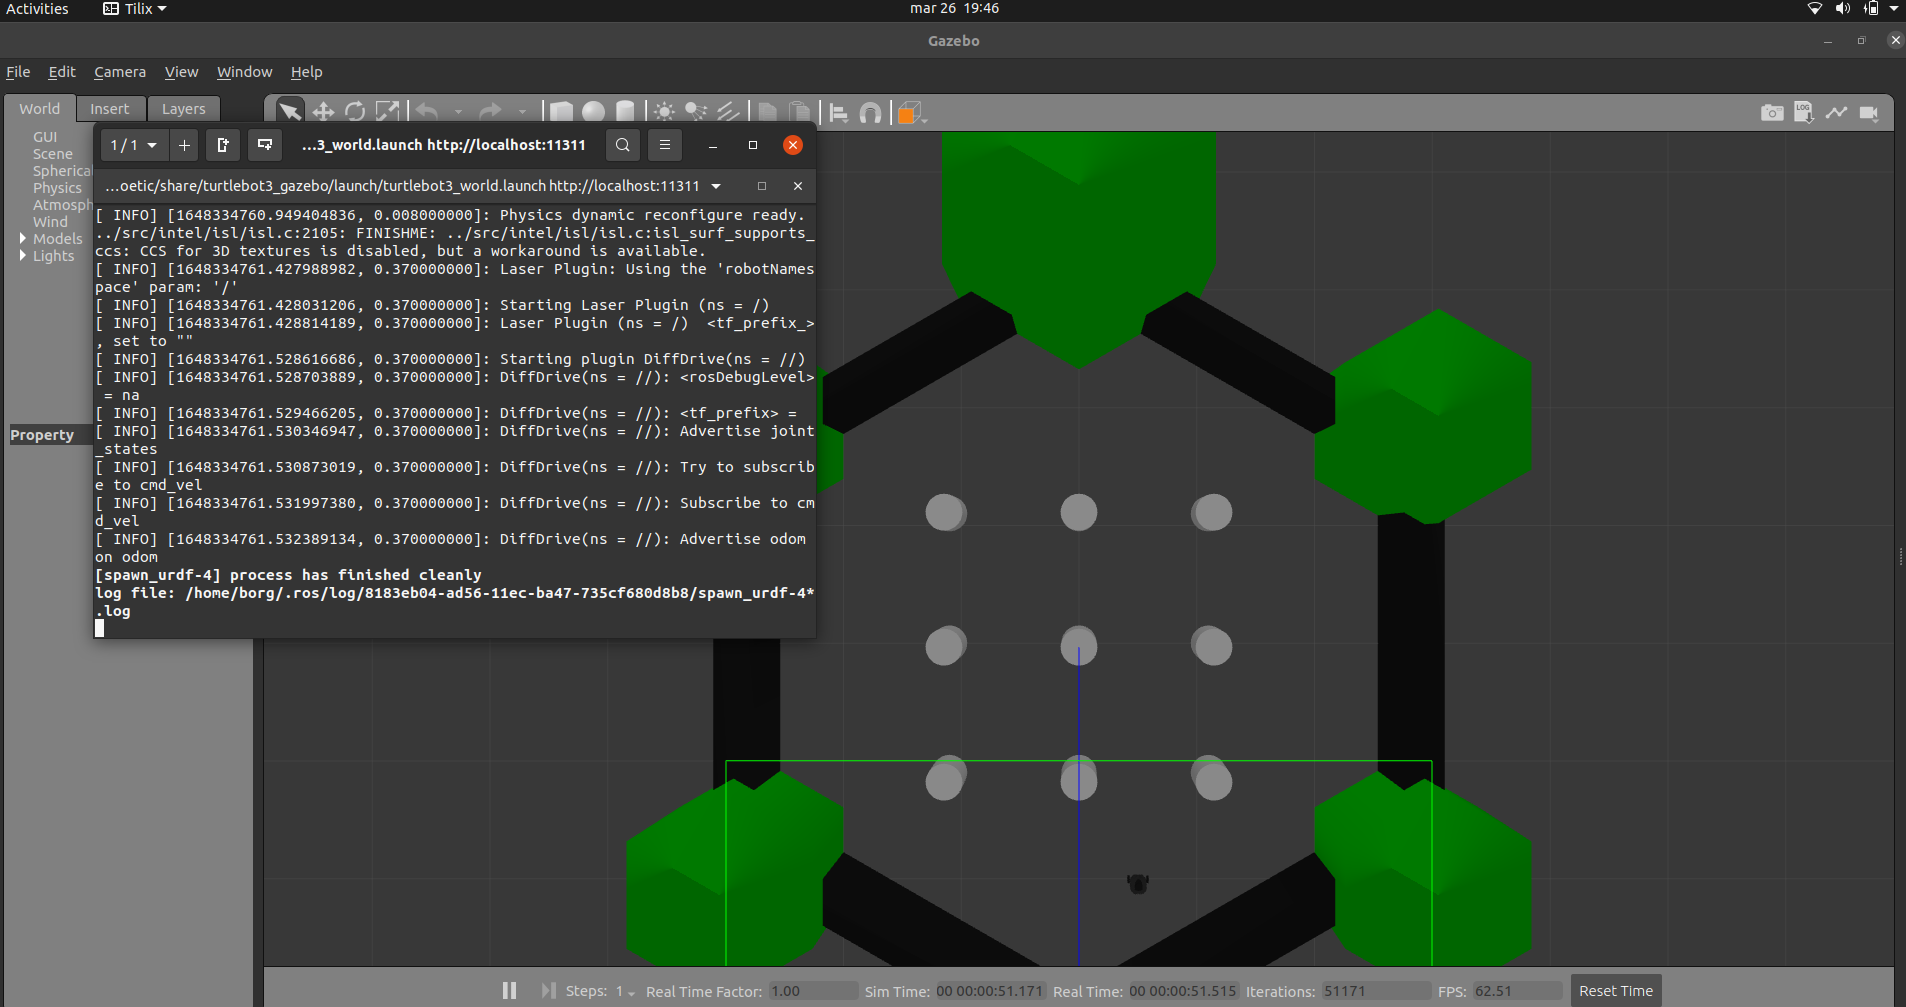 Activities
Tilix
mar 26 19:46
Gazebo
File Edit Camera View Window Help
World Insert Layers
LOG
GUI
Scene
Spherica
Physics
Atmosph
Wind
Models
Lights
Property
1 / 1
...3_world.launch http://localhost:11311
...oetic/share/turtlebot3_gazebo/launch/turtlebot3_world.launch http://localhost:11311
[ INFO] [1648334760.949404836, 0.008000000]: Physics dynamic reconfigure ready.
../src/intel/isl/isl.c:2105: FINISHME: ../src/intel/isl/isl.c:isl_surf_supports_
ccs: CCS for 3D textures is disabled, but a workaround is available.
[ INFO] [1648334761.427988982, 0.370000000]: Laser Plugin: Using the 'robotNames
pace' param: '/'
[ INFO] [1648334761.428031206, 0.370000000]: Starting Laser Plugin (ns = /)
[ INFO] [1648334761.428814189, 0.370000000]: Laser Plugin (ns = /)  <tf_prefix_>
, set to ""
[ INFO] [1648334761.528616686, 0.370000000]: Starting plugin DiffDrive(ns = //)
[ INFO] [1648334761.528703889, 0.370000000]: DiffDrive(ns = //): <rosDebugLevel>
 = na
[ INFO] [1648334761.529466205, 0.370000000]: DiffDrive(ns = //): <tf_prefix> =
[ INFO] [1648334761.530346947, 0.370000000]: DiffDrive(ns = //): Advertise joint
_states
[ INFO] [1648334761.530873019, 0.370000000]: DiffDrive(ns = //): Try to subscrib
e to cmd_vel
[ INFO] [1648334761.531997380, 0.370000000]: DiffDrive(ns = //): Subscribe to cm
d_vel
[ INFO] [1648334761.532389134, 0.370000000]: DiffDrive(ns = //): Advertise odom
on odom
[spawn_urdf-4] process has finished cleanly
log file: /home/borg/.ros/log/8183eb04-ad56-11ec-ba47-735cf680d8b8/spawn_urdf-4*
.log
Steps: 1 Real Time Factor: 1.00 Sim Time: 00 00:00:51.171 Real Time: 00 00:00:51.515 Iterations: 51171 FPS: 62.51 Reset Time